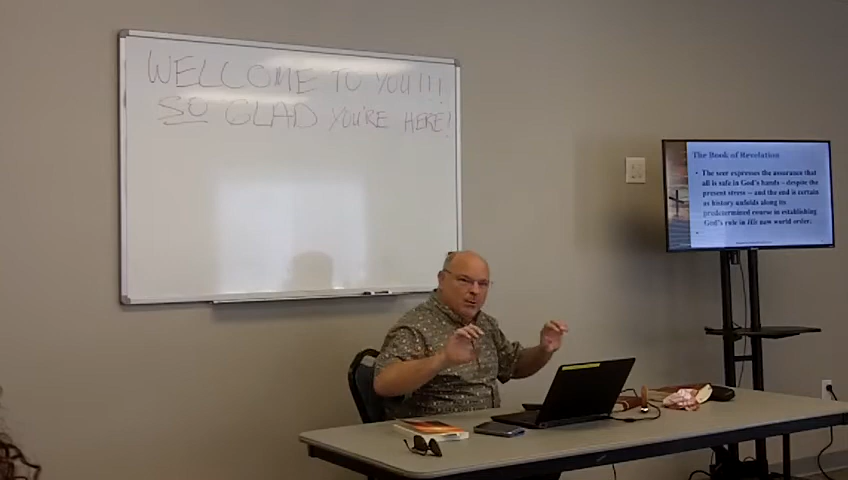 WELCOME TO YOU!!!
SO GLAD YOU'RE HERE!
The Book of Revelation
• The seer expresses the assurance that
all is safe in God's hands – despite the
present stress – and the end is certain
as history unfolds along its
predetermined course in establishing
God's rule in His new world order.